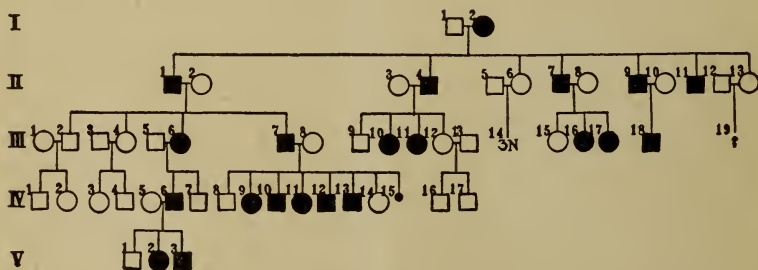 I 1 2
II 1 2 3 4 5 6 7 8 9 10 11 12 13
III 1 2 3 4 5 6 7 8 9 10 11 12 13 14 3N 15 16 17 18 19 ?
IV 1 2 3 4 5 6 7 8 9 10 11 12 13 14 15 16 17
V 1 2 3